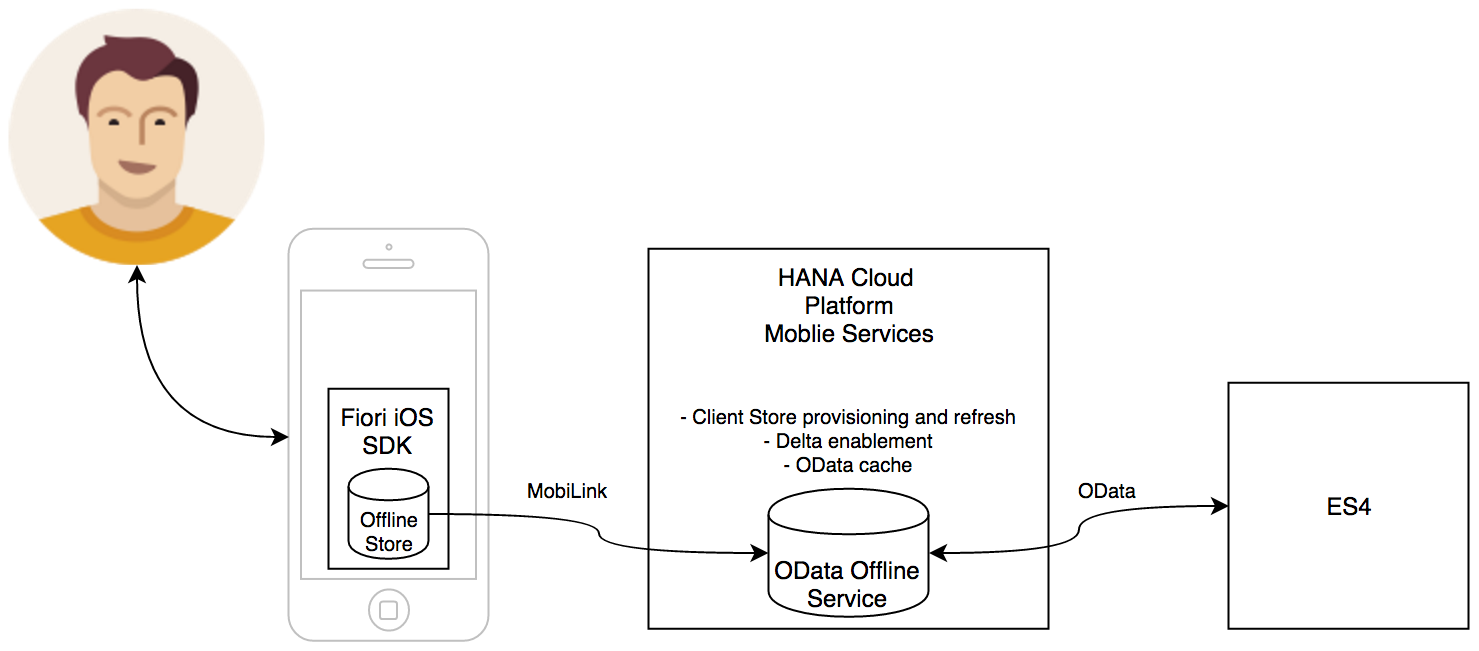 HANA Cloud
Platform
Moblie Services
Fiori iOS
SDK
Offline
Store
MobiLink
- Client Store provisioning and refresh
- Delta enablement
- OData cache
OData Offline
Service
OData
ES4